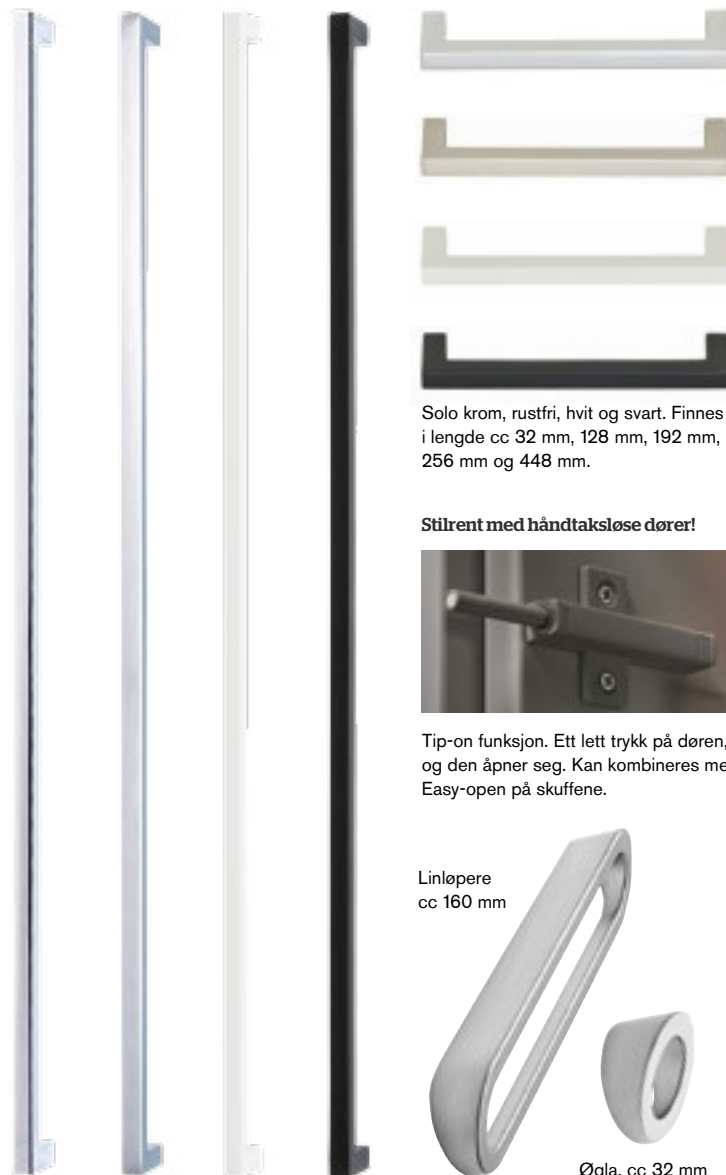 Solo krom, rustfri, hvit og svart. Finnes
i lengde cc 32 mm, 128 mm, 192 mm,
256 mm og 448 mm.
Stilrent med håndtaksløse dører!
Tip-on funksjon. Ett lett trykk på døren,
og den åpner seg. Kan kombineres me
Easy-open på skuffene.
Linløpere
cc 160 mm
Øgla, cc 32 mm